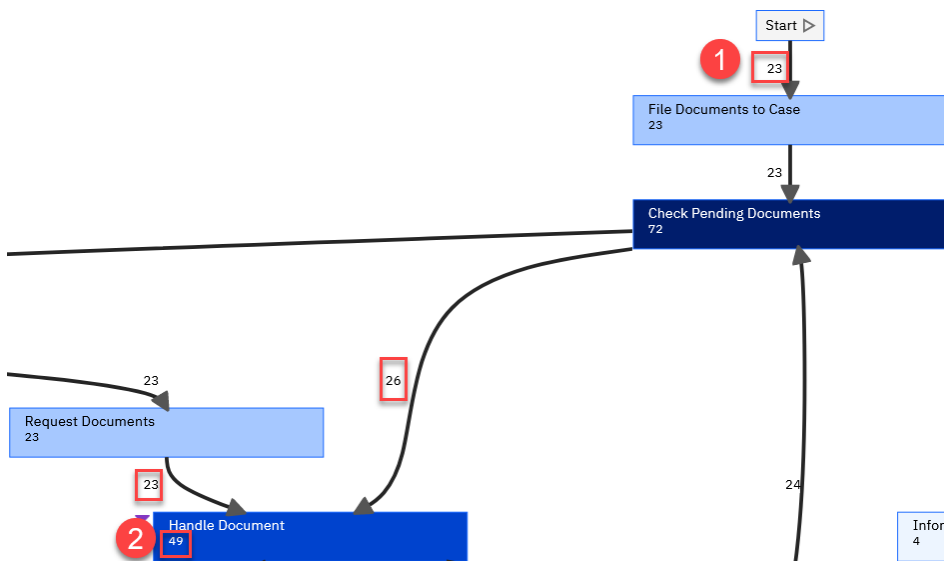 Start
1
23
File Documents to Case
23
23
Check Pending Documents
72
23
26
Request Documents
23
23
24
2
Handle Document
49
Infor
4